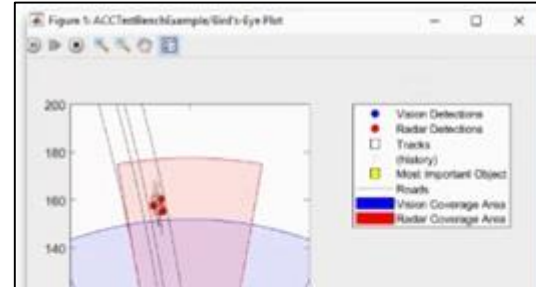 Figure 5: ACCTestBenchExample/Bird's-Eye Plot
200
180
160
140
Vision Detections
Radar Detections
Tracks
(history)
Most Important Object
Roads
Vision Coverage Area
Radar Coverage Area